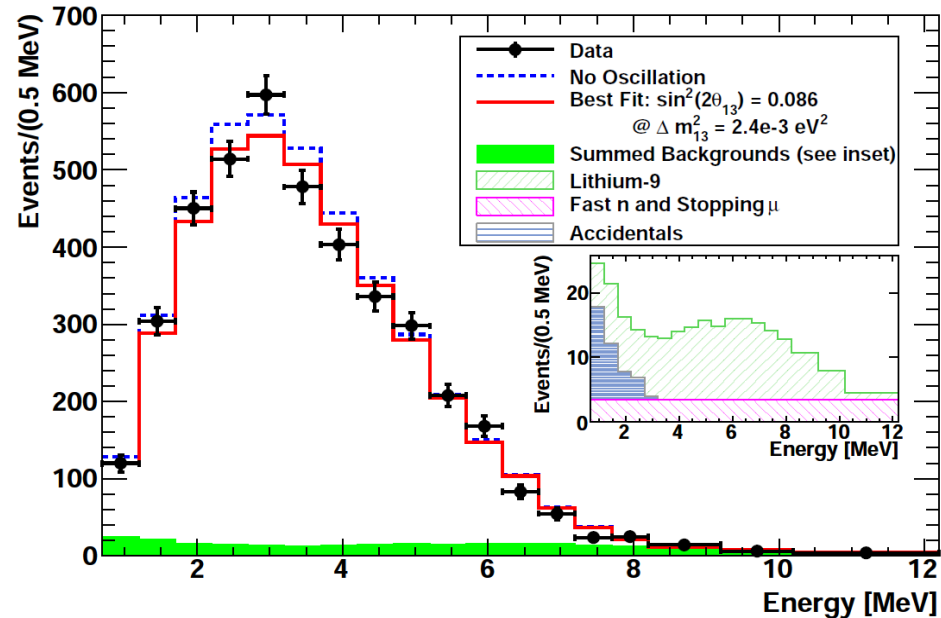 700
600
500
400
300
200
100
0
Events/(0.5 MeV)
Data
No Oscillation
Best Fit: sin²(2θ₁₃) = 0.086
@ Δ m²₁₃ = 2.4e-3 eV²
Summed Backgrounds (see inset)
Lithium-9
Fast n and Stopping μ
Accidentals
20
10
0
Events/(0.5 MeV)
2 4 6 8 10 12
Energy [MeV]
2 4 6 8 10 12
Energy [MeV]